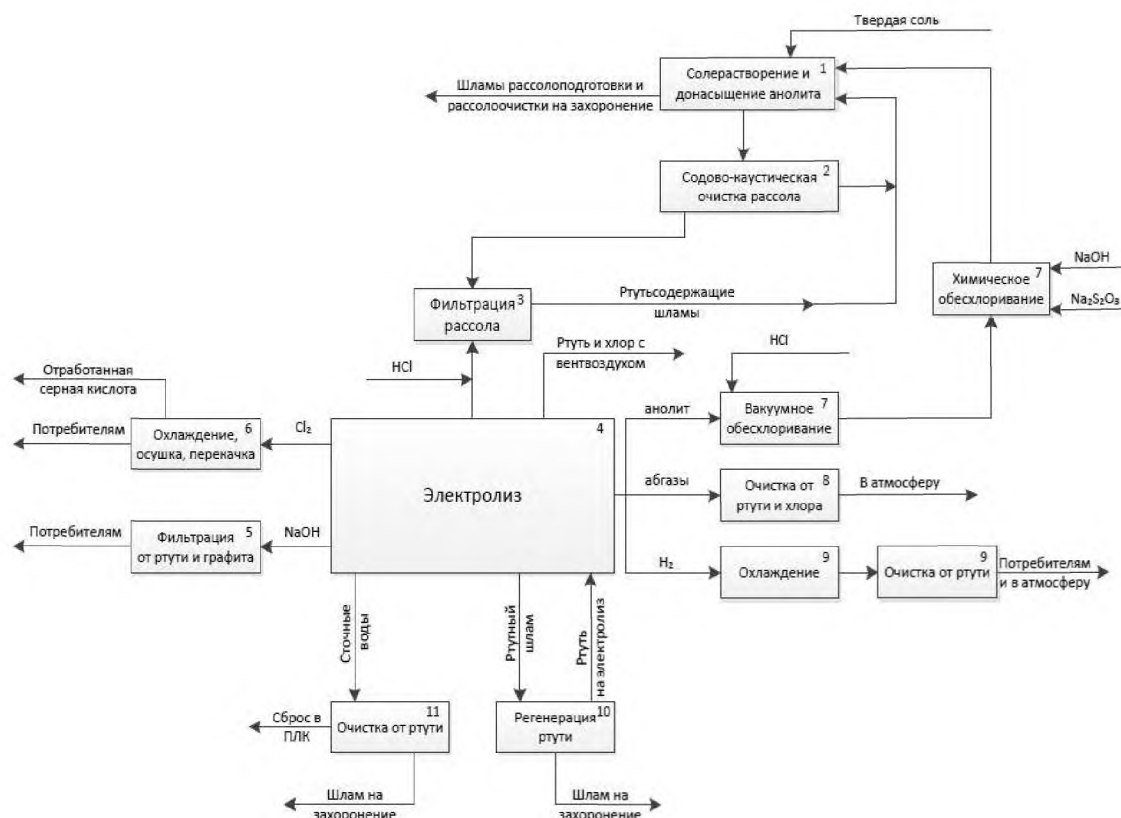 Твердая соль
Солерастворение и 1
донасыщение анолита
Шламы рассолоподготовки и
рассолоочистки на захоронение
Содово-каустическая 2
очистка рассола
NaOH
Химическое 7
обесхлоривание
Na₂S₂O₃
Фильтрация 3
рассола
Ртутьсодержащие
шламы
Ртуть и хлор с
вентвоздухом
HCl
HCl
Отработанная
серная кислота
Потребителям
Охлаждение, 6
осушка, перекачка
Cl₂
4
Электролиз
анолит
Вакуумное 7
обесхлоривание
абгазы
Очистка от 8
ртути и хлора
В атмосферу
Потребителям
Фильтрация 5
от ртути и графита
NaOH
H₂
Охлаждение 9
Очистка от ртути 9
Потребителям
и в атмосферу
Сточные
воды
Ртутный
шлам
Ртуть
на электролиз
Сброс в
ПЛК
Очистка от ртути 11
Регенерация 10
ртути
Шлам на
захоронение
Шлам на
захоронение